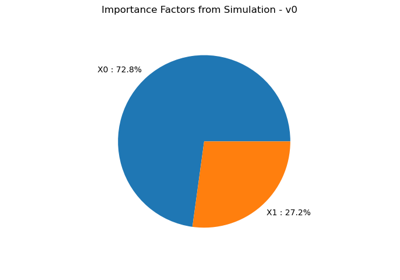 Importance Factors from Simulation - v0
X0 : 72.8%
X1 : 27.2%